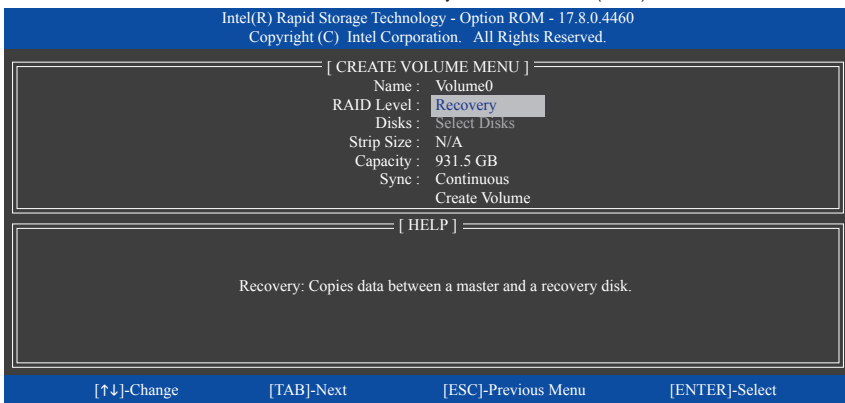 Intel(R) Rapid Storage Technology - Option ROM - 17.8.0.4460
Copyright (C) Intel Corporation. All Rights Reserved.
[ CREATE VOLUME MENU ]
Name : Volume0
RAID Level : Recovery
Disks : Select Disks
Strip Size : N/A
Capacity : 931.5 GB
Sync : Continuous
Create Volume
[ HELP ]
Recovery: Copies data between a master and a recovery disk.
[↑↓]-Change [TAB]-Next [ESC]-Previous Menu [ENTER]-Select